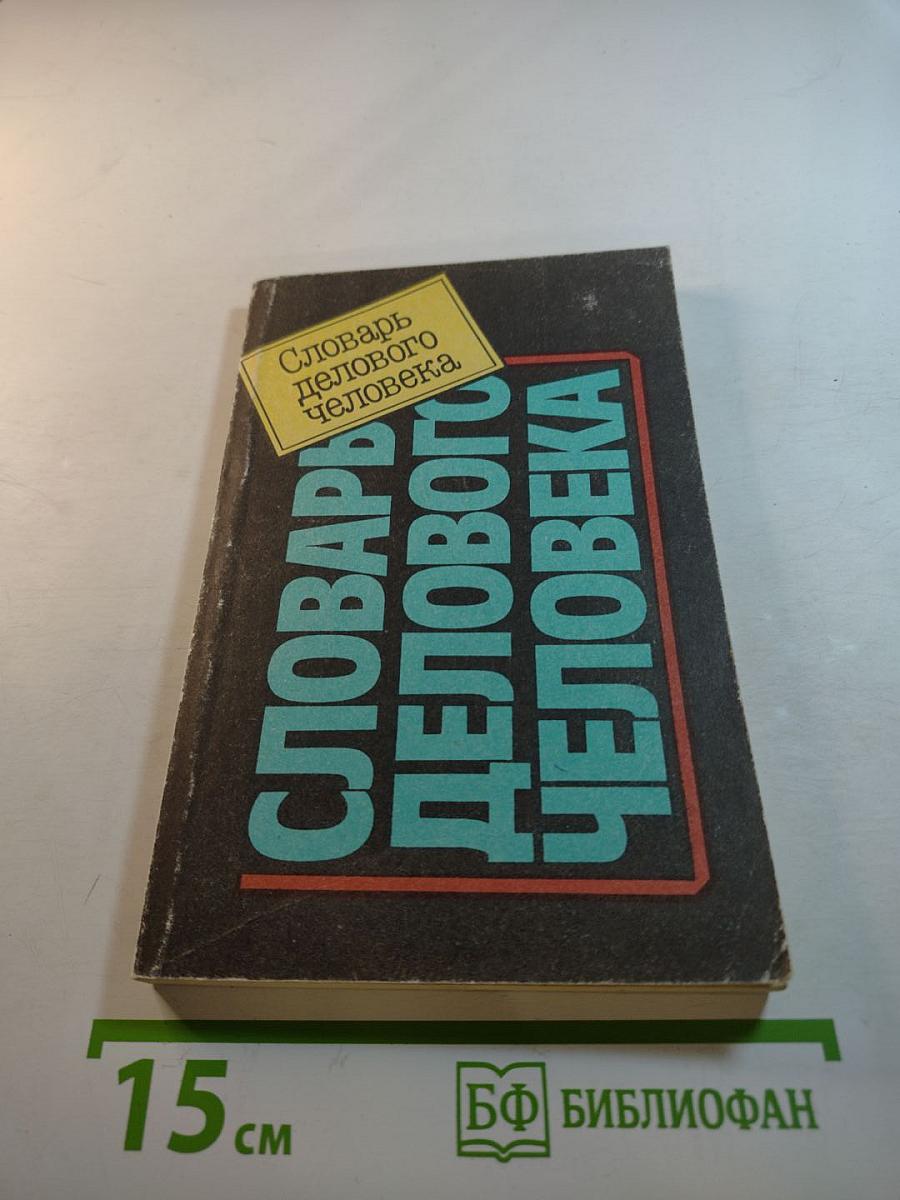 Словарь
делового
человека
СЛОВАРЬ
ДЕЛОВОГО
ЧЕЛОВЕКА
15 см
БФ БИБЛИОФАН